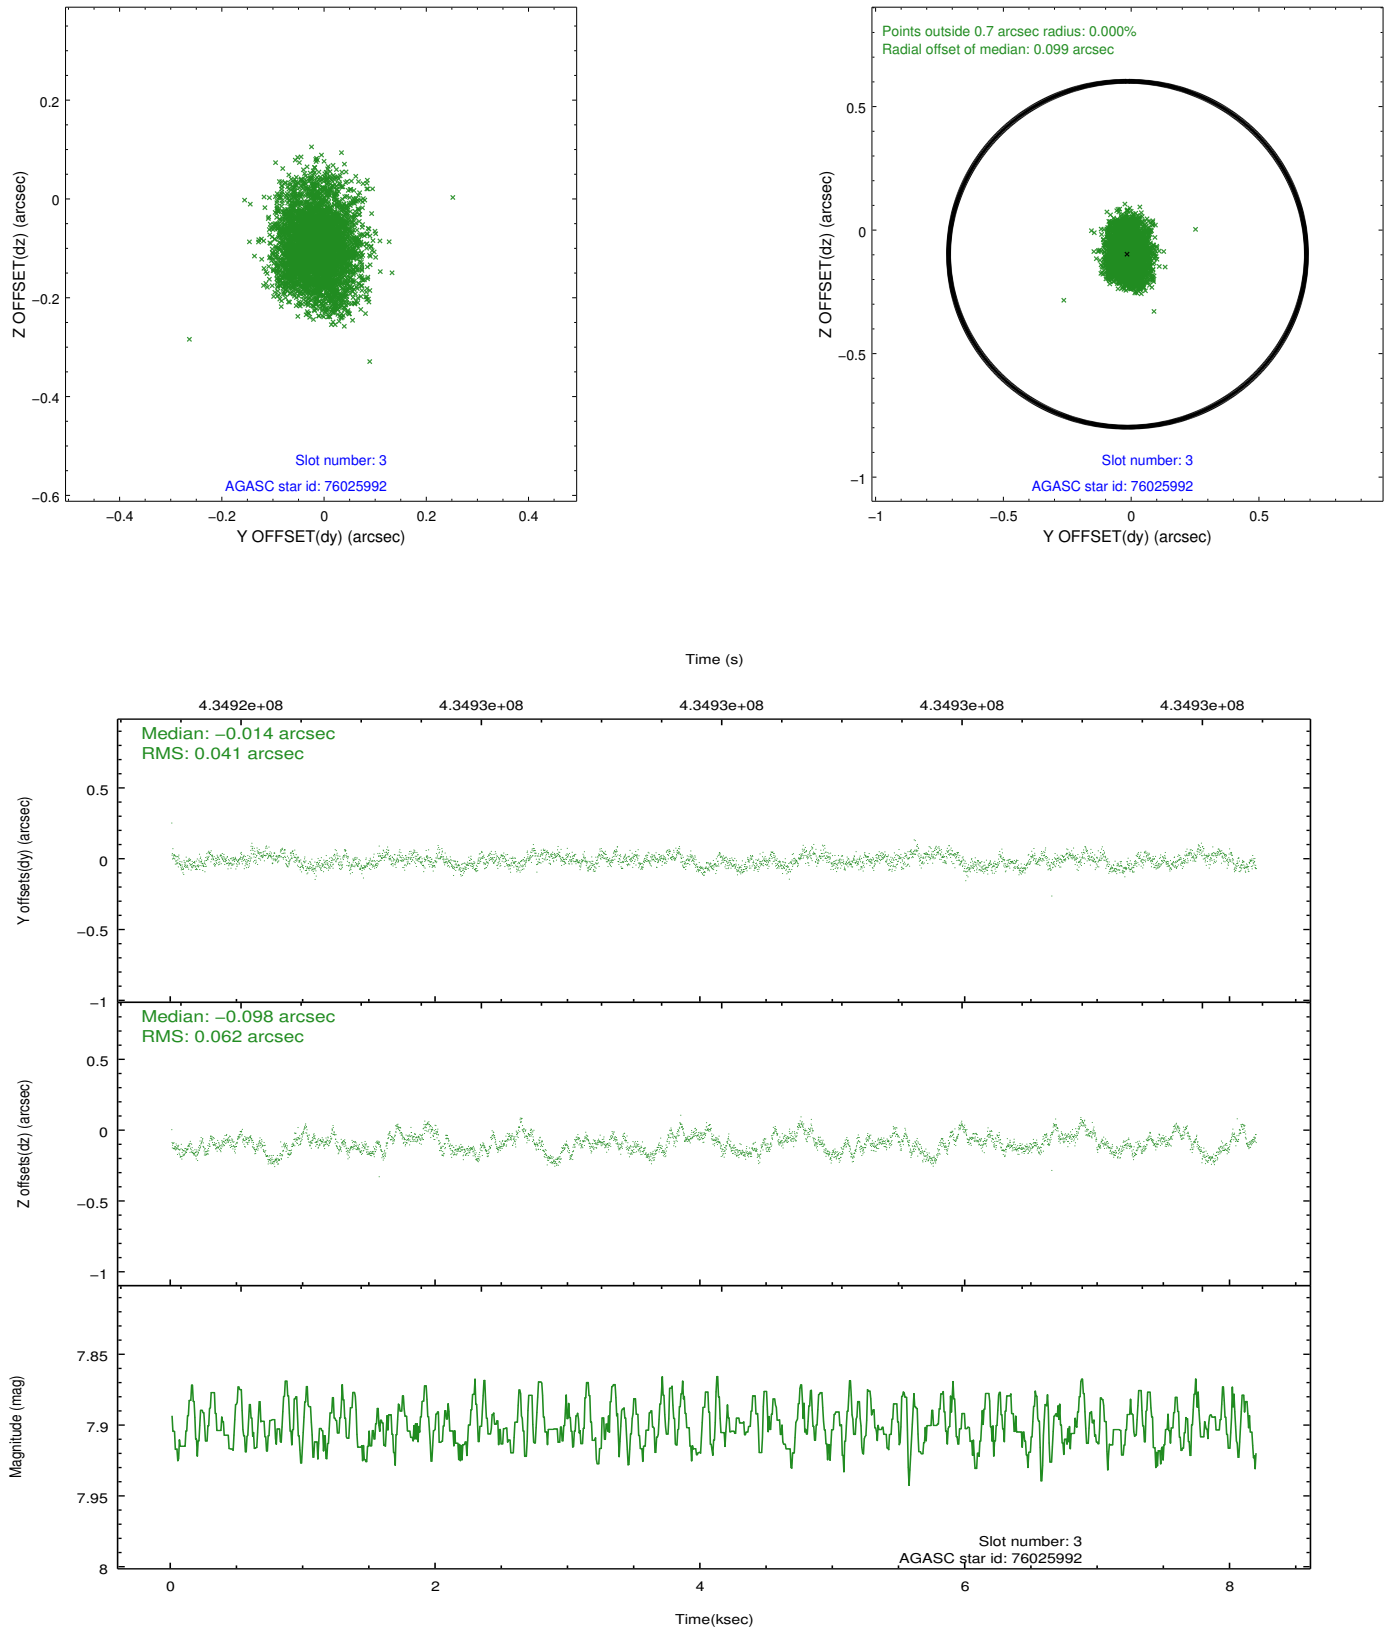 0.2
0
−0.2
−0.4
−0.6
Z OFFSET(dz) (arcsec)
Slot number: 3
AGASC star id: 76025992
−0.4
−0.2
0
0.2
0.4
Y OFFSET(dy) (arcsec)
Points outside 0.7 arcsec radius: 0.000%
Radial offset of median: 0.099 arcsec
0.5
0
−0.5
−1
Z OFFSET(dz) (arcsec)
Slot number: 3
AGASC star id: 76025992
−1
−0.5
0
0.5
Y OFFSET(dy) (arcsec)
Time (s)
4.3492e+08
4.3493e+08
4.3493e+08
4.3493e+08
4.3493e+08
Median: −0.014 arcsec
RMS: 0.041 arcsec
0.5
0
−0.5
−1
Y offsets(dy) (arcsec)
Median: −0.098 arcsec
RMS: 0.062 arcsec
0.5
0
−0.5
−1
Z offsets(dz) (arcsec)
7.85
7.9
7.95
8
Magnitude (mag)
Slot number: 3
AGASC star id: 76025992
0
2
4
6
8
Time(ksec)